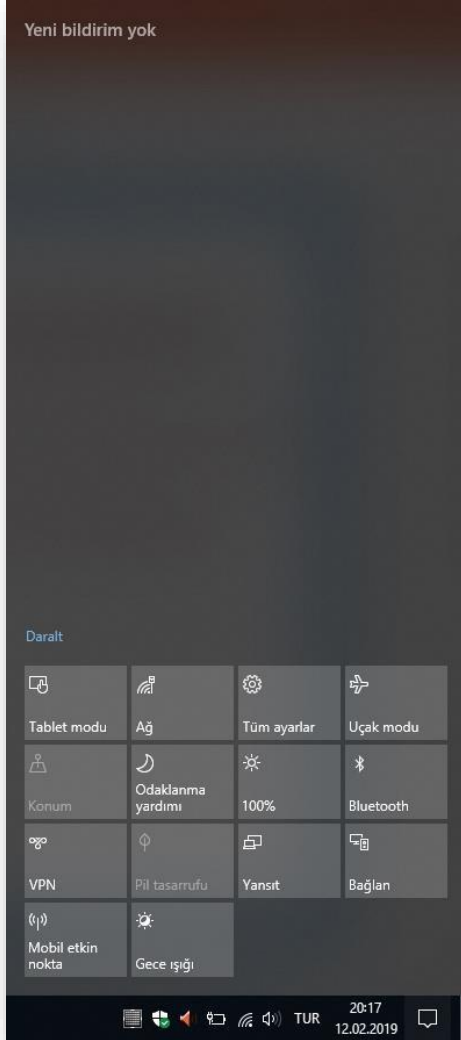 Yeni bildirim yok
Daralt
Tablet modu
Ağ
Tüm ayarlar
Uçak modu
Konum
Odaklanma
yardımı
100%
Bluetooth
VPN
Pil tasarrufu
Yansıt
Bağlan
Mobil etkin
nokta
Gece ışığı
TUR
20:17
12.02.2019